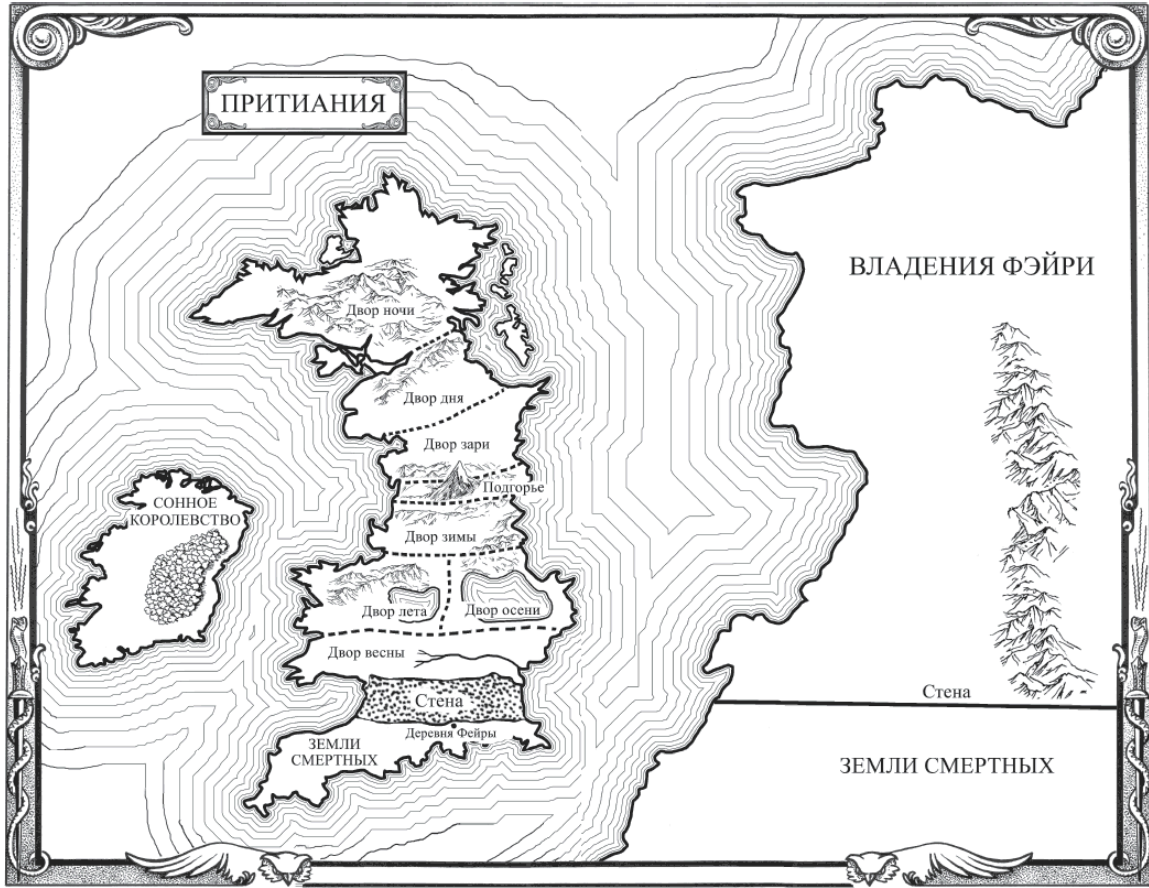 ПРИТИАНИЯ
ВЛАДЕНИЯ ФЭЙРИ
Двор ночи
Двор дня
Двор зари
Подгорье
СОННОЕ
КОРОЛЕВСТВО
Двор зимы
Двор лета
Двор осени
Двор весны
Стена
Стена
Деревня Фейры
ЗЕМЛИ
СМЕРТНЫХ
ЗЕМЛИ СМЕРТНЫХ